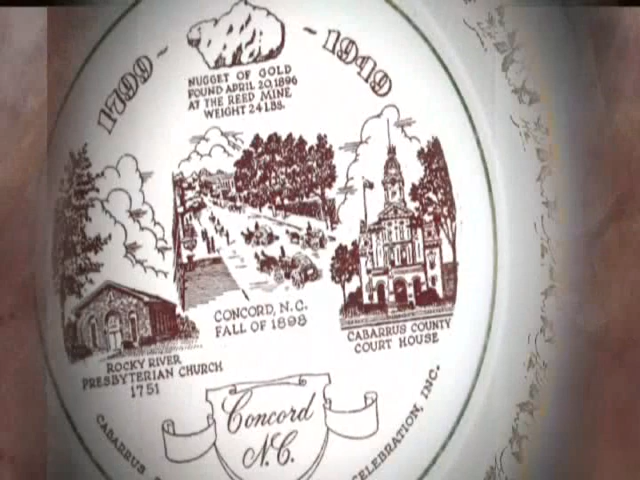 1799 - - 1949
NUGGET OF GOLD
FOUND APRIL 20, 1896
AT THE REED MINE
WEIGHT 24 LBS.
CONCORD, N.C.
FALL OF 1898
CABARRUS COUNTY
COURT HOUSE
ROCKY RIVER
PRESBYTERIAN CHURCH
1751
Concord
N.C.
CABARRUS
CELEBRATION, INC.